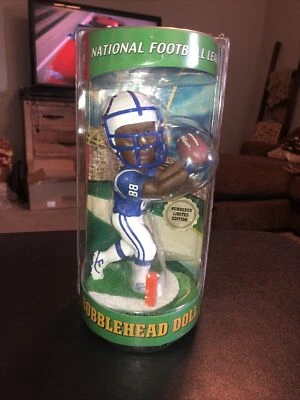 NATIONAL FOOTBALL LEA
88
NUMBERED
LIMITED
EDITION!
OBBLEHEAD DOLL